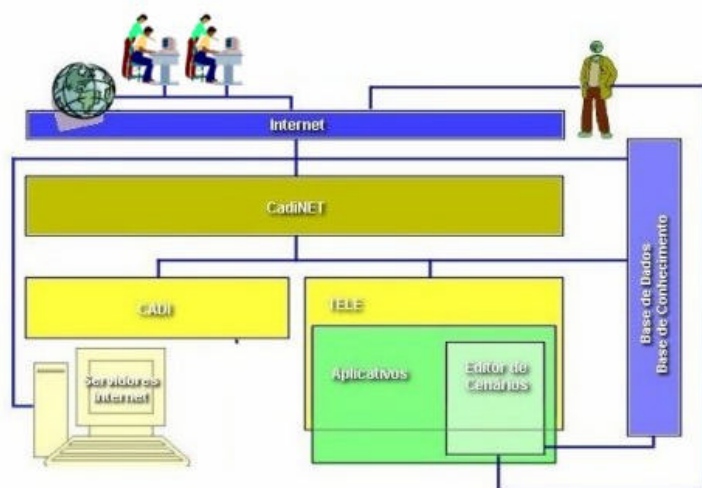 Internet
CadiNET
CADI
TELE
Aplicativos
Editor de
Cenários
Servidores
Internet
Base de Dados
Base de Conhecimento